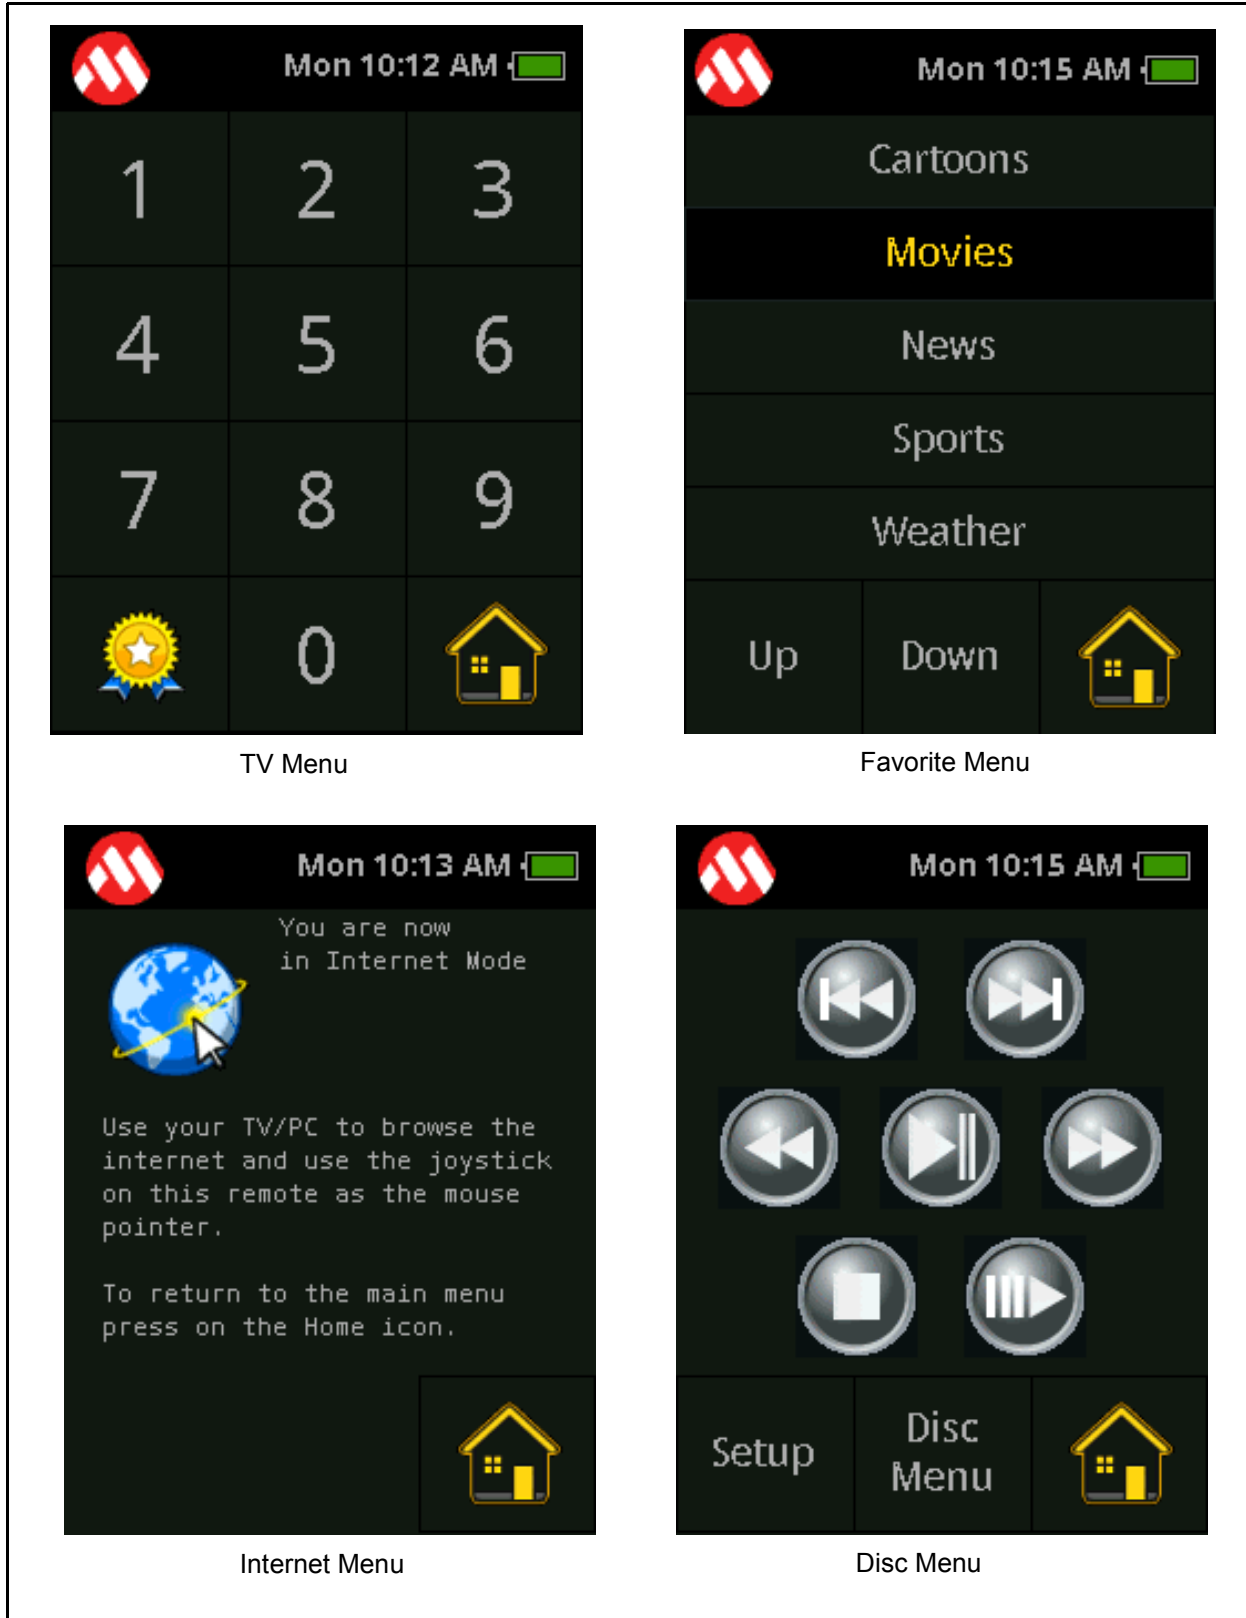 Mon 10:12 AM
1 2 3
4 5 6
7 8 9
0
TV Menu
Mon 10:15 AM
Cartoons
Movies
News
Sports
Weather
Up Down
Favorite Menu
Mon 10:13 AM
You are now
in Internet Mode
Use your TV/PC to browse the
internet and use the joystick
on this remote as the mouse
pointer.
To return to the main menu
press on the Home icon.
Internet Menu
Mon 10:15 AM
Setup
Disc
Menu
Disc Menu